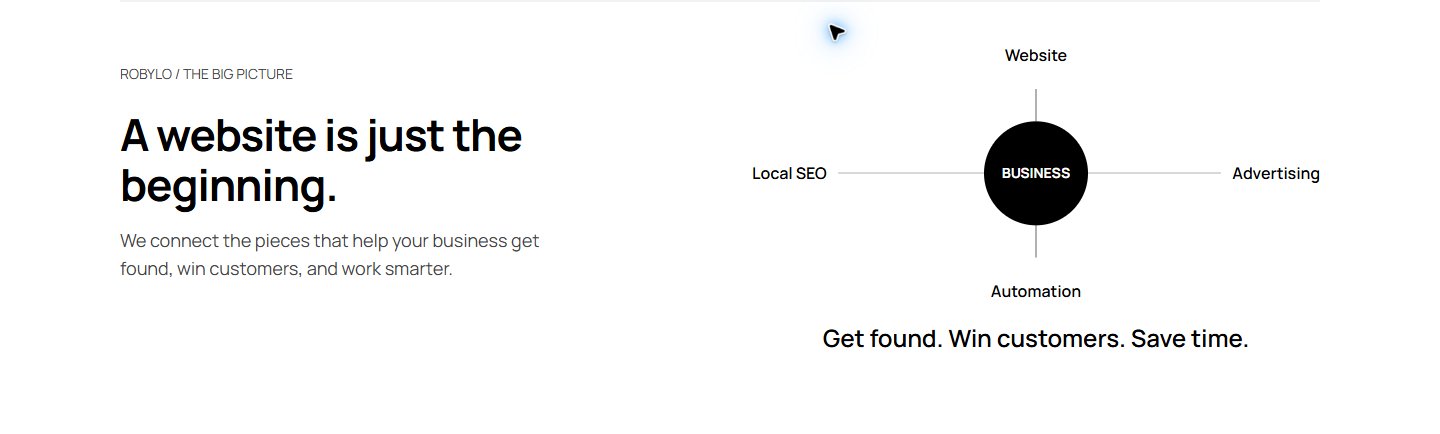 ROBYLO / THE BIG PICTURE
A website is just the
beginning.
We connect the pieces that help your business get
found, win customers, and work smarter.
Website
Local SEO
BUSINESS
Advertising
Automation
Get found. Win customers. Save time.